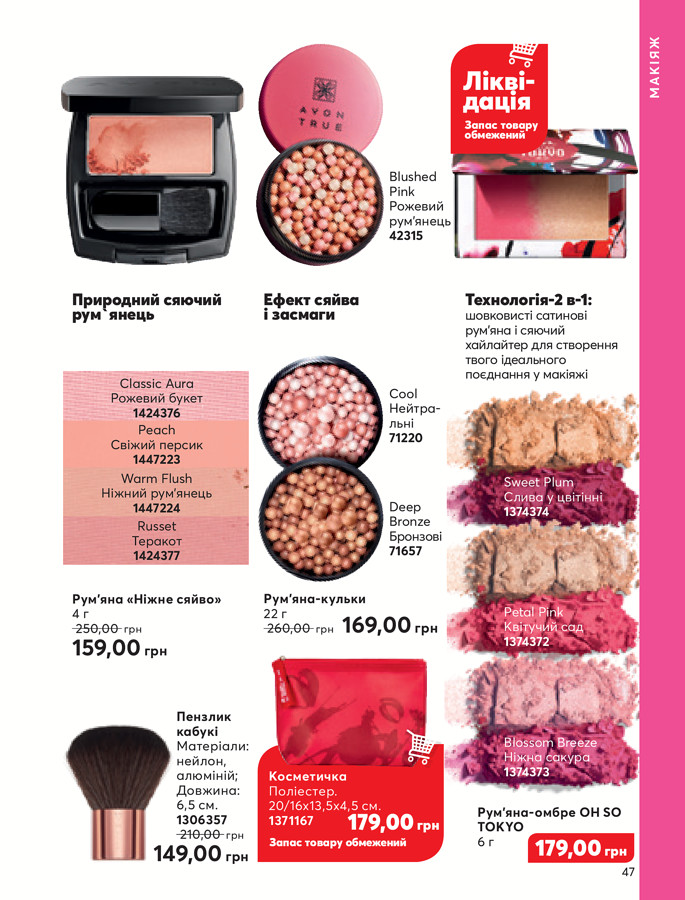 МАКІЯЖ
AVON
TRUE
Blushed
Pink
Рожевий
рум'янець
42315
Лікві-
дація
Запас товару
обмежений
Природний сяючий
рум`янець
Ефект сяйва
і засмаги
Технологія-2 в-1:
шовковисті сатинові
рум'яна і сяючий
хайлайтер для створення
твого ідеального
поєднання у макіяжі
Classic Aura
Рожевий букет
1424376
Peach
Свіжий персик
1447223
Warm Flush
Ніжний рум'янець
1447224
Russet
Теракот
1424377
Cool
Нейтра-
льні
71220
Deep
Bronze
Бронзові
71657
Sweet Plum
Слива у цвітінні
1374374
Petal Pink
Квітучий сад
1374372
Blossom Breeze
Ніжна сакура
1374373
Рум'яна «Ніжне сяйво»
4 г
250,00 грн
159,00 грн
Рум'яна-кульки
22 г
260,00 грн 169,00 грн
Пензлик
кабукі
Матеріали:
нейлон,
алюміній;
Довжина:
6,5 см.
1306357
210,00 грн
149,00 грн
Косметичка
Поліестер.
20/16х13,5х4,5 см.
1371167
179,00 грн
Запас товару обмежений
Рум'яна-омбре OH SO
TOKYO
6 г
179,00 грн
47